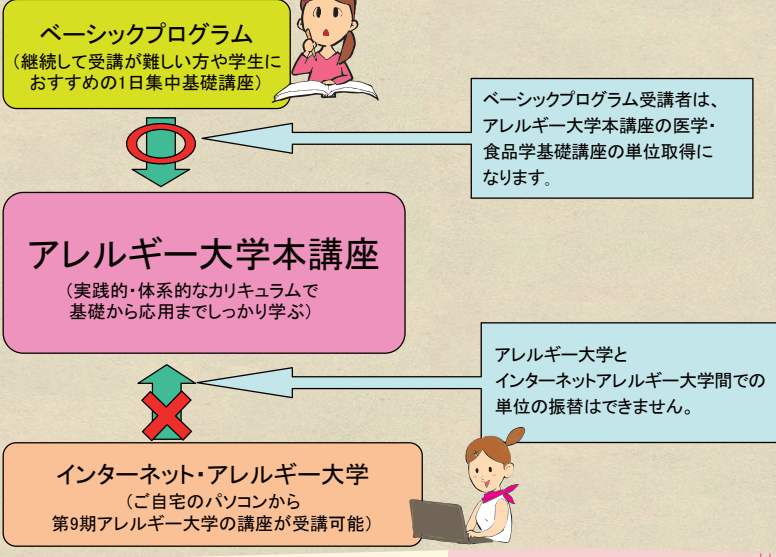 ベーシックプログラム
（継続して受講が難しい方や学生に
おすすめの1日集中基礎講座）
ベーシックプログラム受講者は、
アレルギー大学本講座の医学・
食品学基礎講座の単位取得に
なります。
アレルギー大学本講座
（実践的・体系的なカリキュラムで
基礎から応用までしっかり学ぶ）
アレルギー大学と
インターネットアレルギー大学間での
単位の振替はできません。
インターネット・アレルギー大学
（ご自宅のパソコンから
第9期アレルギー大学の講座が受講可能）